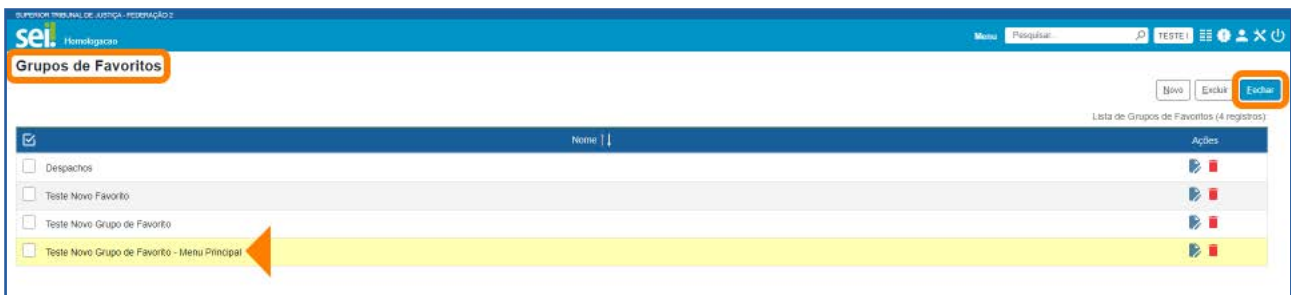 SUPERIOR TRIBUNAL DE JUSTIÇA - FEDERAÇÃO 2
sei. Homologacao
Menu Pesquisar... TESTE I
Grupos de Favoritos
Novo Excluir Fechar
Lista de Grupos de Favoritos (4 registros):
Nome Ações
Despachos
Teste Novo Favorito
Teste Novo Grupo de Favorito
Teste Novo Grupo de Favorito - Menu Principal